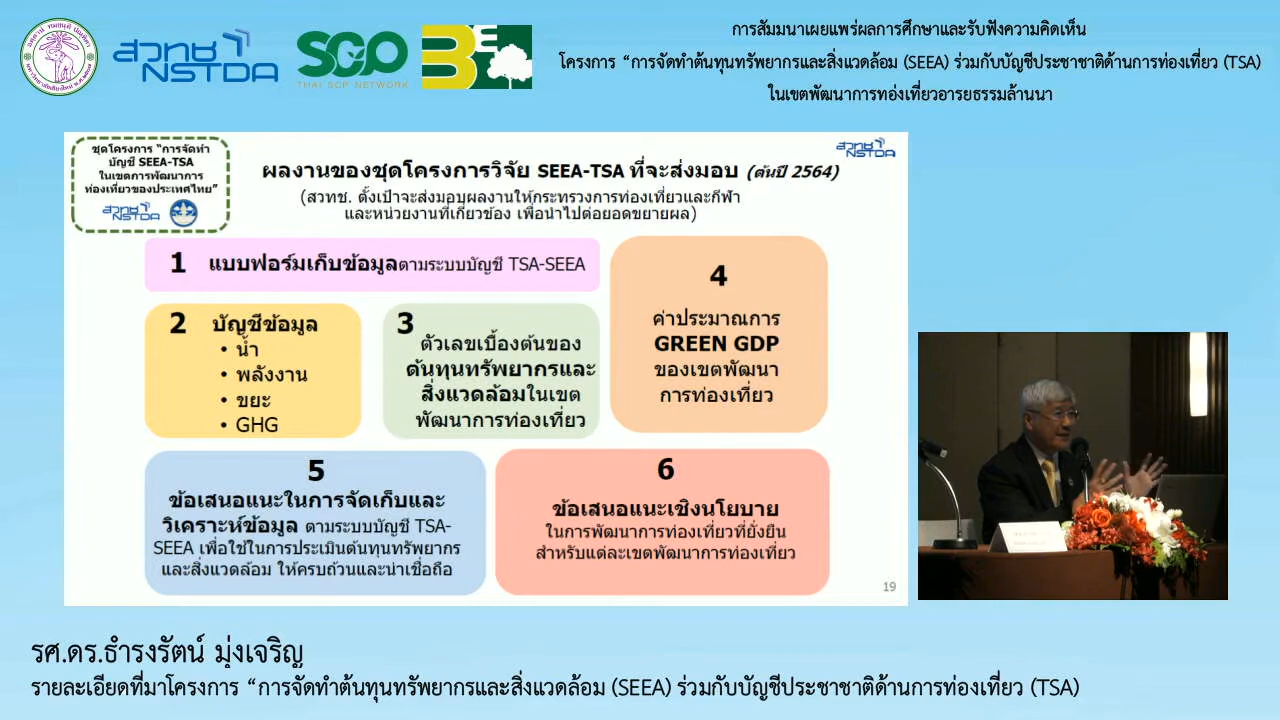 สวทช
NSTDA
SCP
THAI SCP NETWORK
การสัมมนาเผยแพร่ผลการศึกษาและรับฟังความคิดเห็น
โครงการ “การจัดทำต้นทุนทรัพยากรและสิ่งแวดล้อม (SEEA) ร่วมกับบัญชีประชาชาติด้านการท่องเที่ยว (TSA)
ในเขตพัฒนาการทอ่งเที่ยวอารยธรรมล้านนา
ชุดโครงการ “การจัดทำ
บัญชี SEEA-TSA
ในเขตการพัฒนาการ
ท่องเที่ยวของประเทศไทย”
สวทช
NSTDA
สวทช
NSTDA
ผลงานของชุดโครงการวิจัย SEEA-TSA ที่จะส่งมอบ (ต้นปี 2564)
(สวทช. ตั้งเป้าจะส่งมอบผลงานให้กระทรวงการท่องเที่ยวและกีฬา
และหน่วยงานที่เกี่ยวข้อง เพื่อนำไปต่อยอดขยายผล)
1 แบบฟอร์มเก็บข้อมูลตามระบบบัญชี TSA-SEEA
2 บัญชีข้อมูล
• น้ำ
• พลังงาน
• ขยะ
• GHG
3
ตัวเลขเบื้องต้นของ
ต้นทุนทรัพยากรและ
สิ่งแวดล้อมในเขต
พัฒนาการท่องเที่ยว
4
ค่าประมาณการ
GREEN GDP
ของเขตพัฒนา
การท่องเที่ยว
5
ข้อเสนอแนะในการจัดเก็บและ
วิเคราะห์ข้อมูล ตามระบบบัญชี TSA-
SEEA เพื่อใช้ในการประเมินต้นทุนทรัพยากร
และสิ่งแวดล้อม ให้ครบถ้วนและน่าเชื่อถือ
6
ข้อเสนอแนะเชิงนโยบาย
ในการพัฒนาการท่องเที่ยวที่ยั่งยืน
สำหรับแต่ละเขตพัฒนาการท่องเที่ยว
19
รศ.ดร.ธำรงรัตน์ มุ่งเจริญ
รายละเอียดที่มาโครงการ “การจัดทำต้นทุนทรัพยากรและสิ่งแวดล้อม (SEEA) ร่วมกับบัญชีประชาชาติด้านการท่องเที่ยว (TSA)